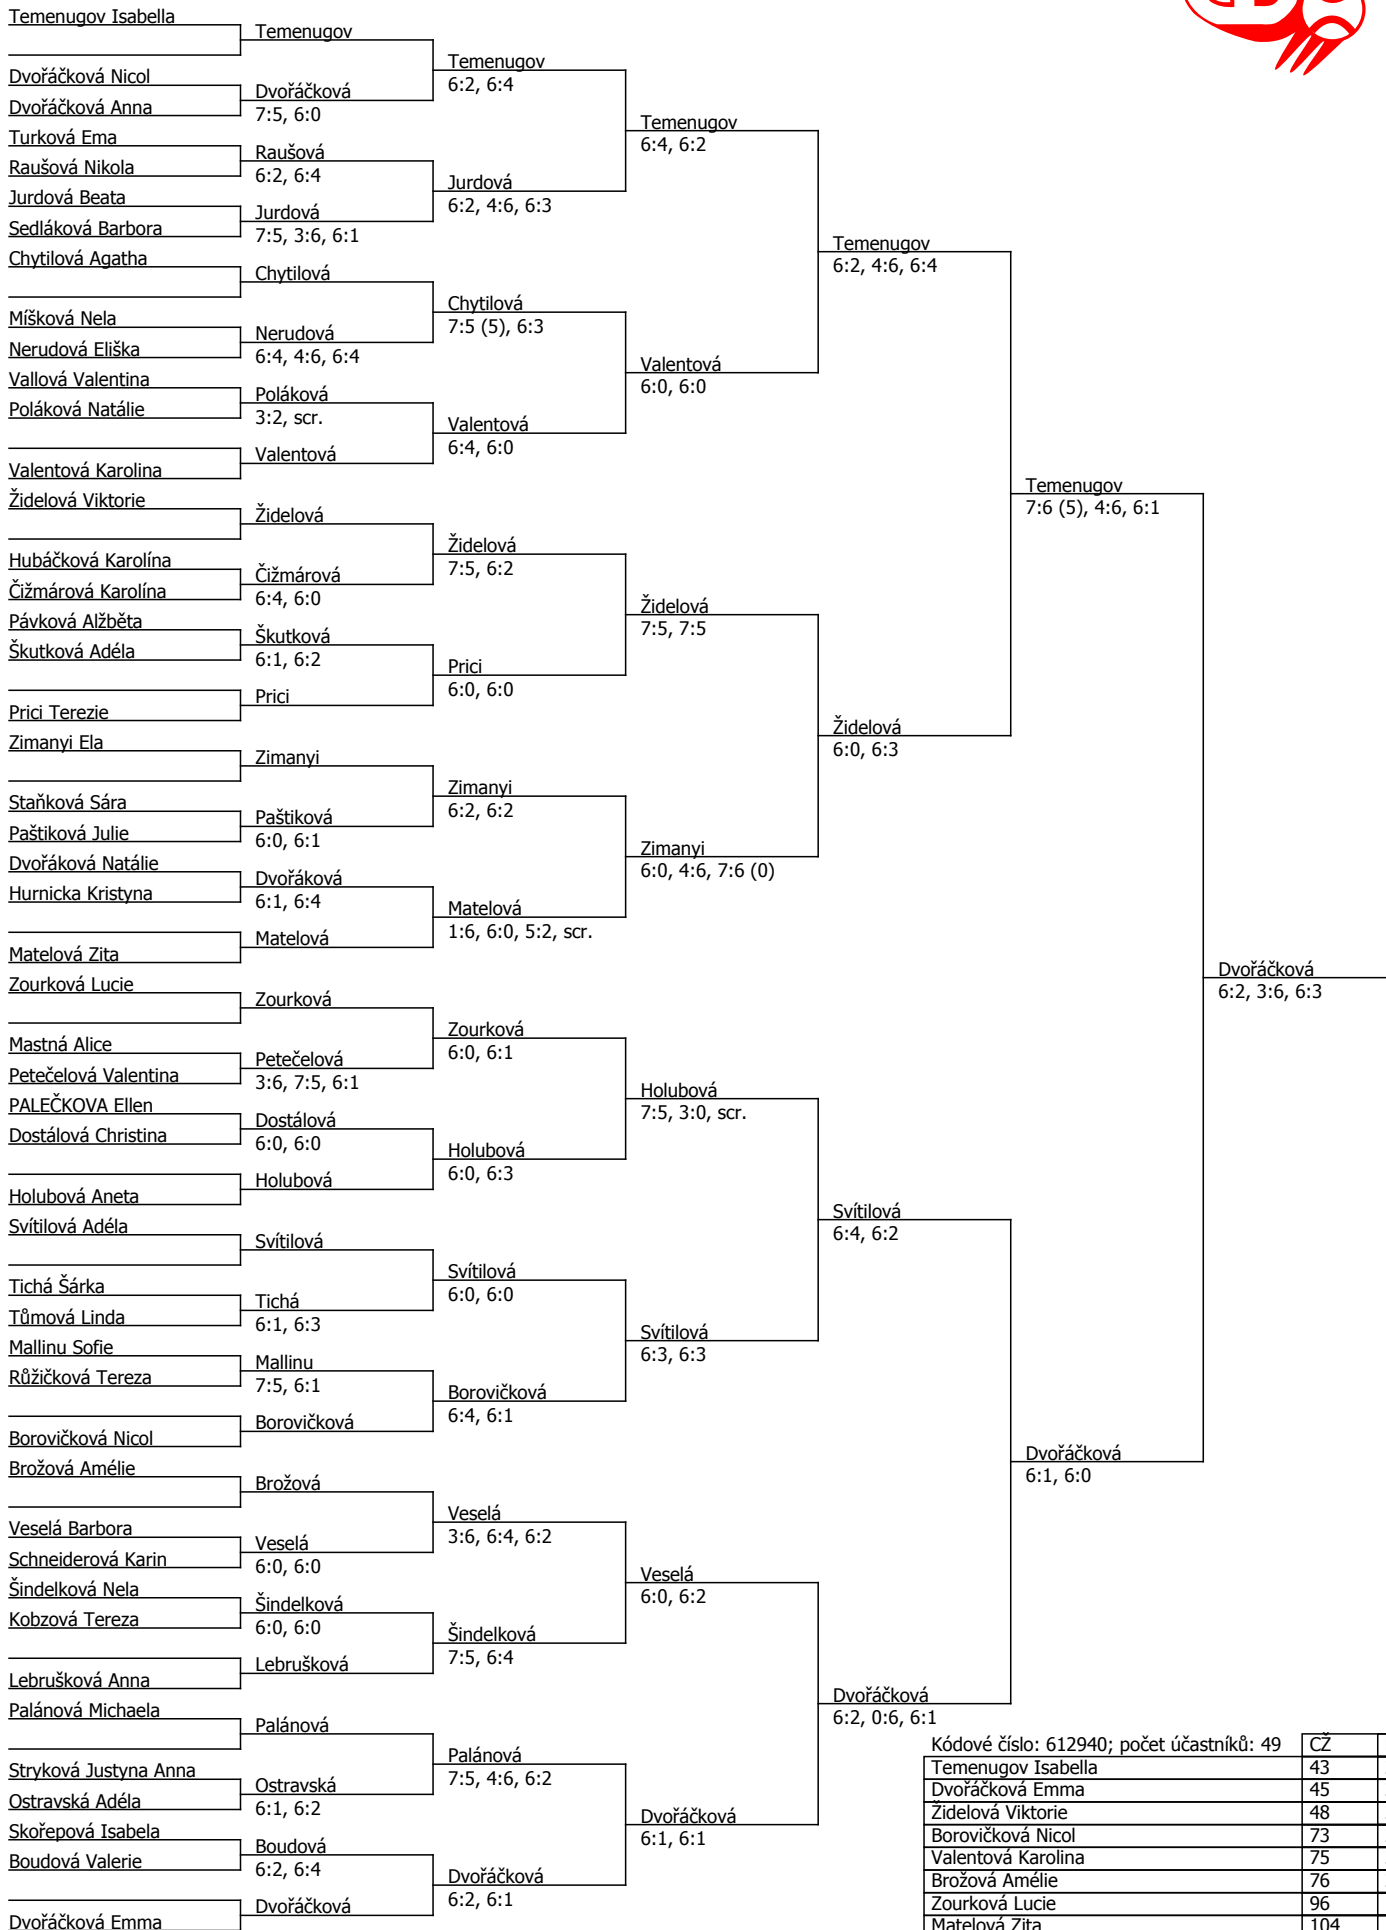 Temenugov Isabella
Dvořáčková Nicol
Dvořáčková Anna
Turková Ema
Raušová Nikola
Jurdová Beata
Sedláková Barbora
Chytilová Agatha
Míšková Nela
Nerudová Eliška
Vallová Valentina
Poláková Natálie
Valentová Karolina
Židelová Viktorie
Hubáčková Karolína
Čižmárová Karolína
Pávková Alžběta
Škutková Adéla
Prici Terezie
Zimanyi Ela
Staňková Sára
Paštiková Julie
Dvořáková Natálie
Hurnicka Kristyna
Matelová Zita
Zourková Lucie
Mastná Alice
Petečelová Valentina
PALEČKOVA Ellen
Dostálová Christina
Holubová Aneta
Svítilová Adéla
Tichá Šárka
Tůmová Linda
Mallinu Sofie
Růžičková Tereza
Borovičková Nicol
Brožová Amélie
Veselá Barbora
Schneiderová Karin
Šindelková Nela
Kobzová Tereza
Lebrušková Anna
Palánová Michaela
Stryková Justyna Anna
Ostravská Adéla
Skořepová Isabela
Boudová Valerie
Dvořáčková Emma
Temenugov
Dvořáčková
7:5, 6:0
Raušová
6:2, 6:4
Jurdová
7:5, 3:6, 6:1
Chytilová
Nerudová
6:4, 4:6, 6:4
Poláková
3:2, scr.
Valentová
Židelová
Čižmárová
6:4, 6:0
Škutková
6:1, 6:2
Prici
Zimanyi
Paštiková
6:0, 6:1
Dvořáková
6:1, 6:4
Matelová
Zourková
Petečelová
3:6, 7:5, 6:1
Dostálová
6:0, 6:0
Holubová
Svítilová
Tichá
6:1, 6:3
Mallinu
7:5, 6:1
Borovičková
Brožová
Veselá
6:0, 6:0
Šindelková
6:0, 6:0
Lebrušková
Palánová
Ostravská
6:1, 6:2
Boudová
6:2, 6:4
Dvořáčková
Temenugov
6:2, 6:4
Jurdová
6:2, 4:6, 6:3
Chytilová
7:5 (5), 6:3
Valentová
6:4, 6:0
Židelová
7:5, 6:2
Prici
6:0, 6:0
Zimanyi
6:2, 6:2
Matelová
1:6, 6:0, 5:2, scr.
Zourková
6:0, 6:1
Holubová
6:0, 6:3
Svítilová
6:0, 6:0
Borovičková
6:4, 6:1
Veselá
3:6, 6:4, 6:2
Šindelková
7:5, 6:4
Palánová
7:5, 4:6, 6:2
Dvořáčková
6:2, 6:1
Temenugov
6:4, 6:2
Valentová
6:0, 6:0
Židelová
7:5, 7:5
Zimanyi
6:0, 4:6, 7:6 (0)
Holubová
7:5, 3:0, scr.
Svítilová
6:3, 6:3
Veselá
6:0, 6:2
Dvořáčková
6:1, 6:1
Temenugov
6:2, 4:6, 6:4
Židelová
6:0, 6:3
Svítilová
6:4, 6:2
Dvořáčková
6:2, 0:6, 6:1
Temenugov
7:6 (5), 4:6, 6:1
Dvořáčková
6:1, 6:0
Dvořáčková
6:2, 3:6, 6:3
Kódové číslo: 612940; počet účastníků: 49 CŽ
Temenugov Isabella 43
Dvořáčková Emma 45
Židelová Viktorie 48
Borovičková Nicol 73
Valentová Karolina 75
Brožová Amélie 76
Zourková Lucie 96
Matelová Zita 104